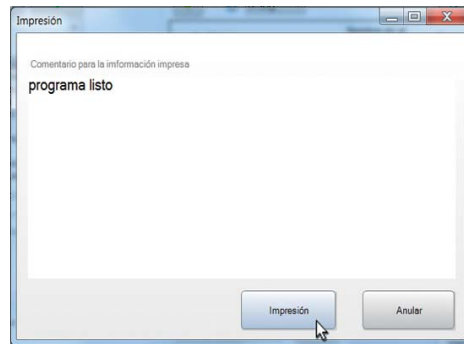 Impresión
Comentario para la imformación impresa
programa listo
Impresión
Anular